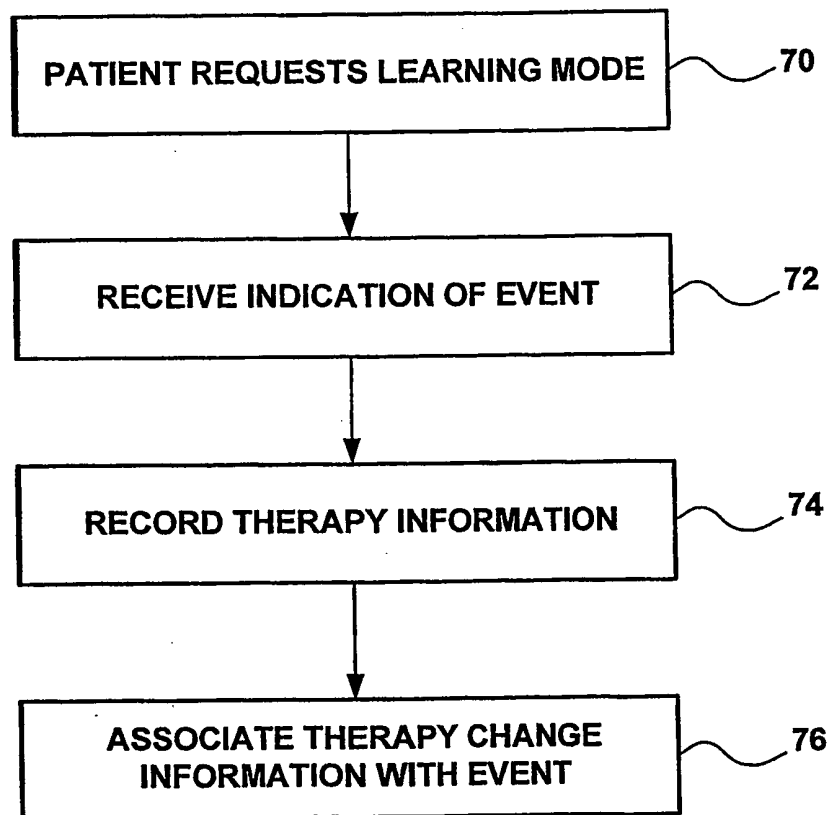 PATIENT REQUESTS LEARNING MODE
70
RECEIVE INDICATION OF EVENT
72
RECORD THERAPY INFORMATION
74
ASSOCIATE THERAPY CHANGE
INFORMATION WITH EVENT
76